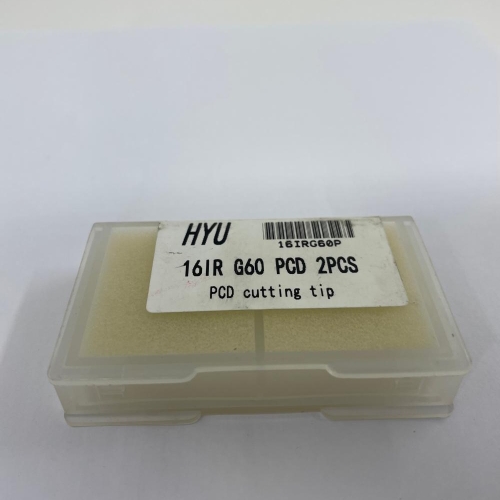 HYU
16IRG60P
16IR G60 PCD 2PCS
PCD cutting tip